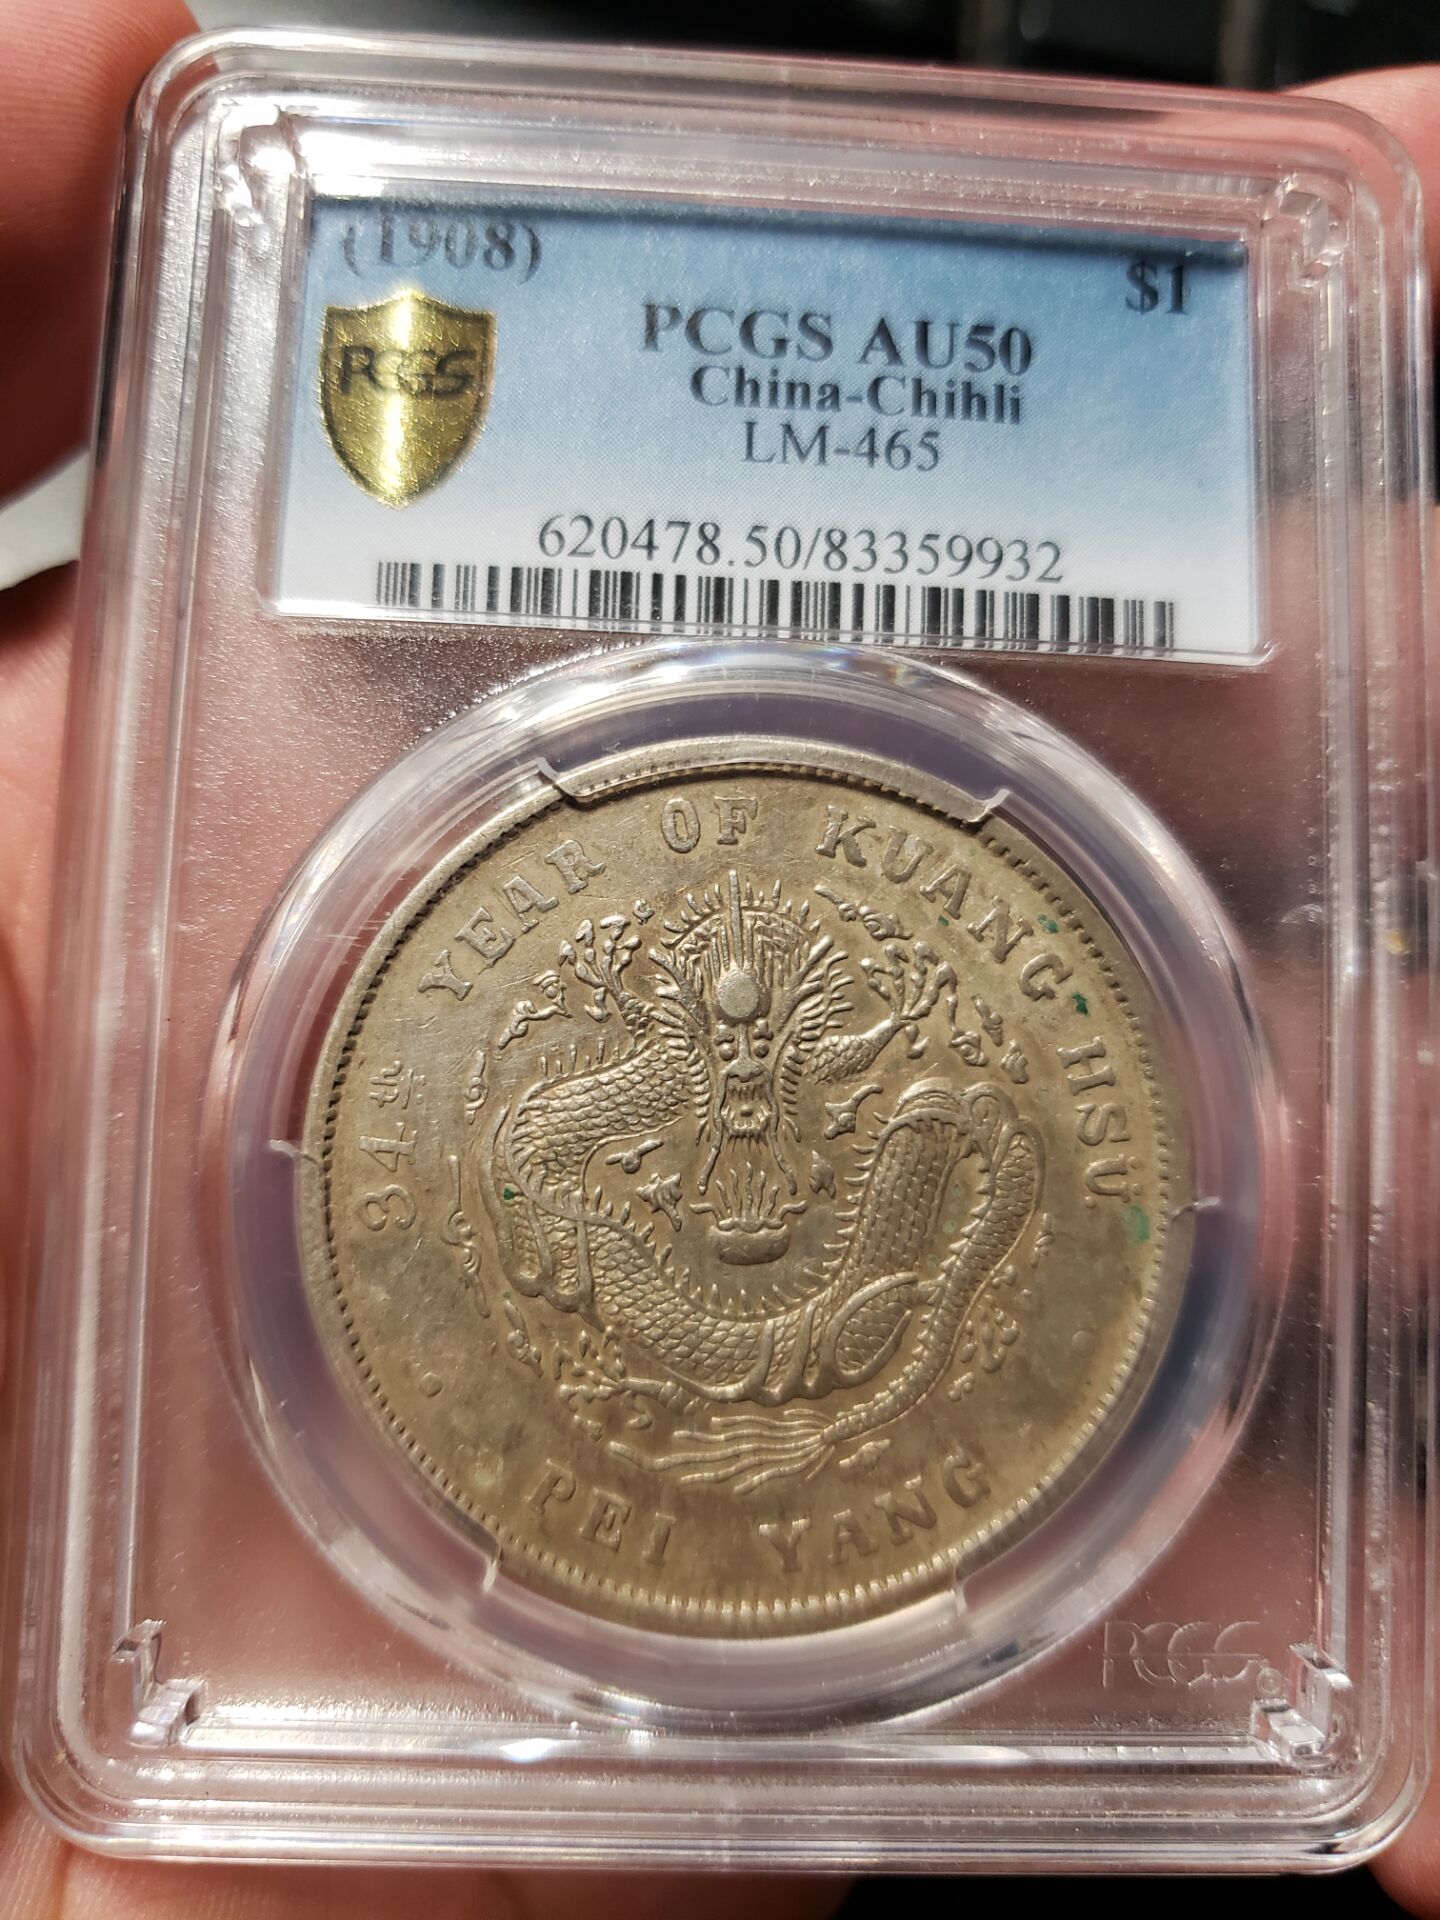 (1908) $1
PCGS AU50
PCGS
China-Chihli
LM-465
620478.50/83359932
34th YEAR OF KUANG HSÜ.
PEI YANG
PCGS